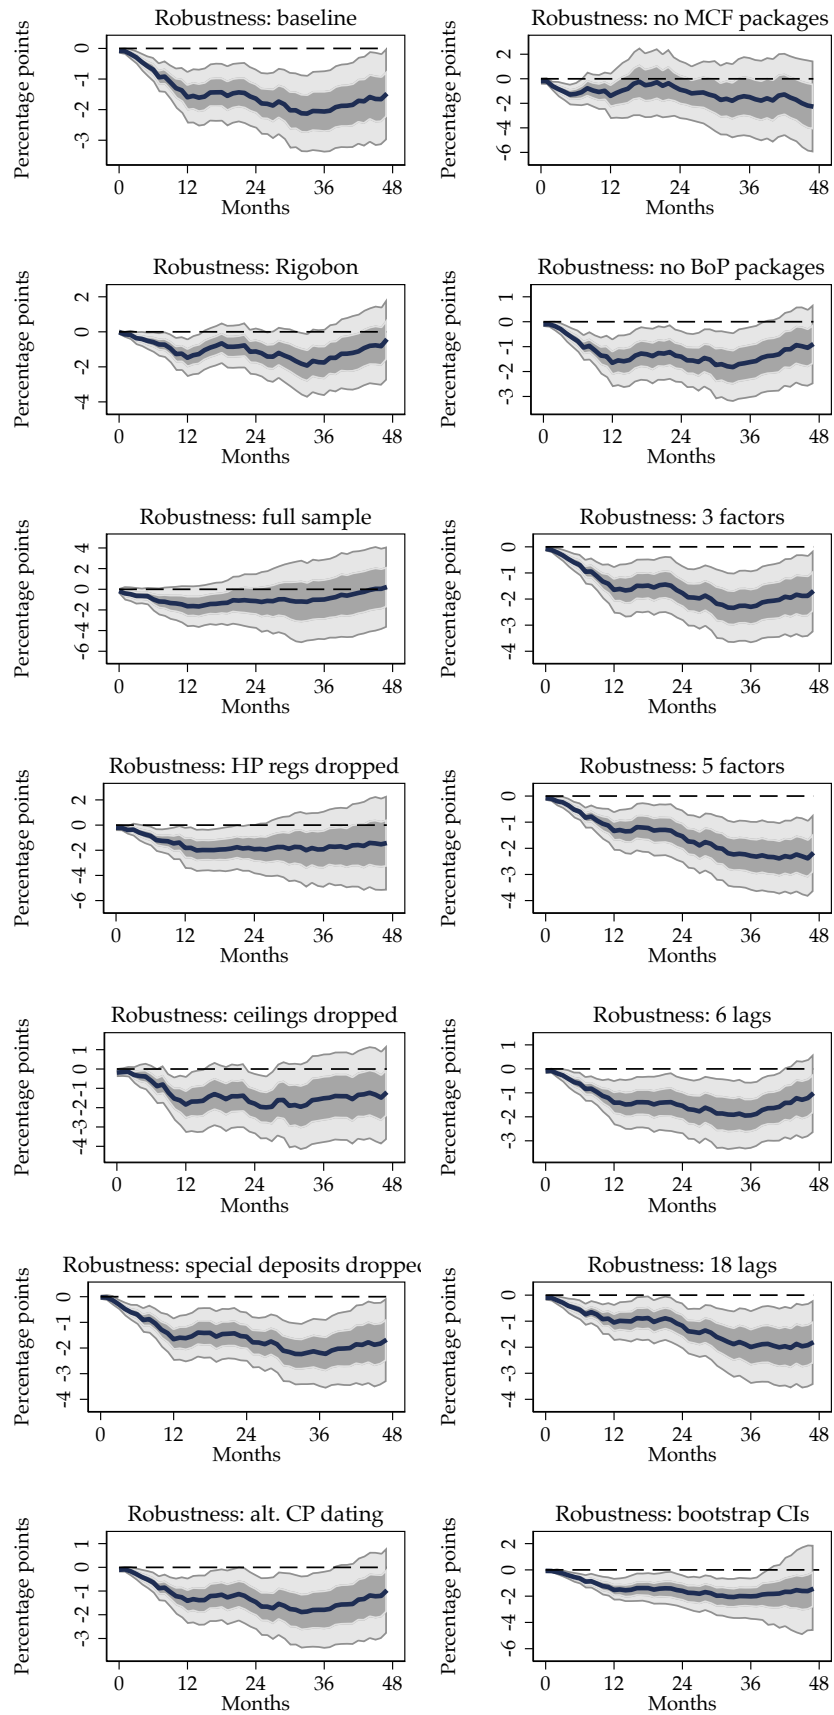 Robustness: baseline
Percentage points
0
-1
-2
-3
0 12 24 36 48
Months
Robustness: no MCF packages
Percentage points
2
0
-2
-4
-6
0 12 24 36 48
Months
Robustness: Rigobon
Percentage points
2
0
-2
-4
0 12 24 36 48
Months
Robustness: no BoP packages
Percentage points
1
0
-1
-2
-3
0 12 24 36 48
Months
Robustness: full sample
Percentage points
4
2
0
-2
-4
-6
0 12 24 36 48
Months
Robustness: 3 factors
Percentage points
0
-1
-2
-3
-4
0 12 24 36 48
Months
Robustness: HP regs dropped
Percentage points
2
0
-2
-4
-6
0 12 24 36 48
Months
Robustness: 5 factors
Percentage points
0
-1
-2
-3
-4
0 12 24 36 48
Months
Robustness: ceilings dropped
Percentage points
1
0
-1
-2
-3
-4
0 12 24 36 48
Months
Robustness: 6 lags
Percentage points
1
0
-1
-2
-3
0 12 24 36 48
Months
Robustness: special deposits dropped
Percentage points
0
-1
-2
-3
-4
0 12 24 36 48
Months
Robustness: 18 lags
Percentage points
0
-1
-2
-3
-4
0 12 24 36 48
Months
Robustness: alt. CP dating
Percentage points
1
0
-1
-2
-3
0 12 24 36 48
Months
Robustness: bootstrap CIs
Percentage points
2
0
-2
-4
-6
0 12 24 36 48
Months